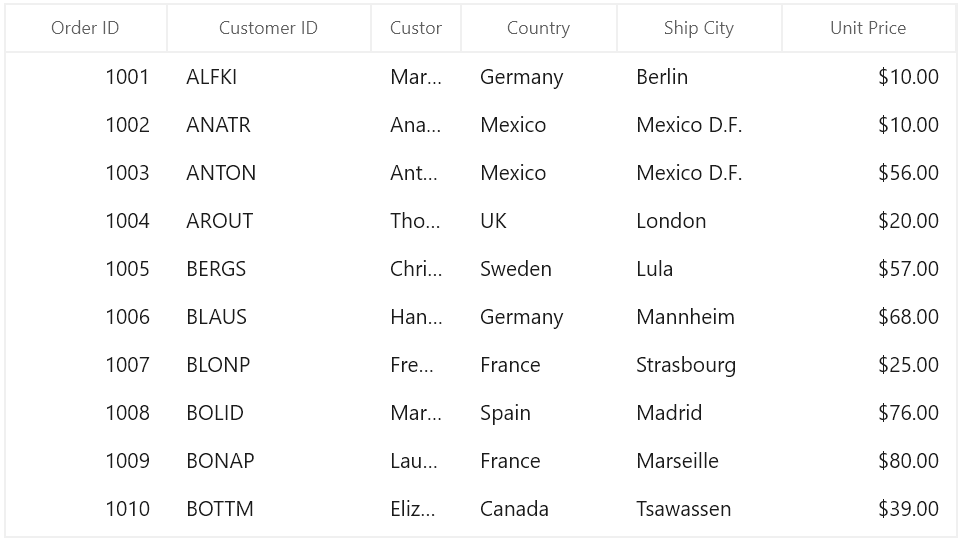 Order ID Customer ID Custor Country Ship City Unit Price
1001 ALFKI Mar... Germany Berlin $10.00
1002 ANATR Ana... Mexico Mexico D.F. $10.00
1003 ANTON Ant... Mexico Mexico D.F. $56.00
1004 AROUT Tho... UK London $20.00
1005 BERGS Chri... Sweden Lula $57.00
1006 BLAUS Han... Germany Mannheim $68.00
1007 BLONP Fre... France Strasbourg $25.00
1008 BOLID Mar... Spain Madrid $76.00
1009 BONAP Lau... France Marseille $80.00
1010 BOTTM Eliz... Canada Tsawassen $39.00